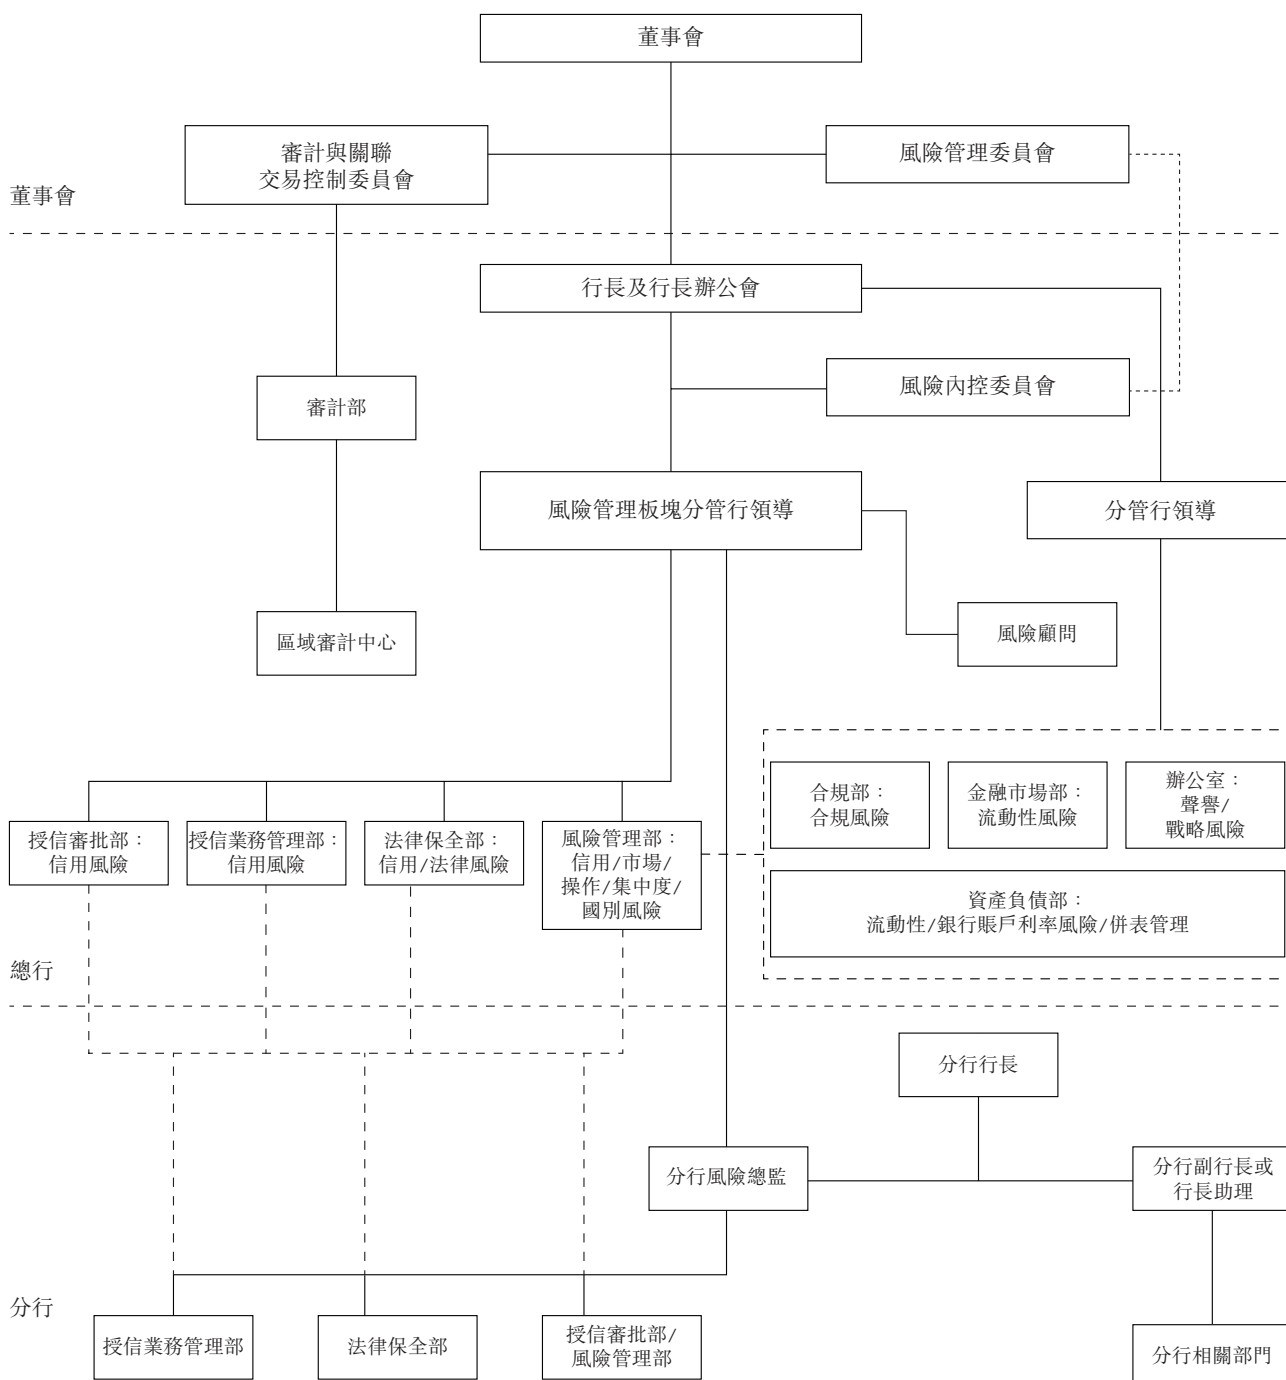 董事會
審計與關聯
交易控制委員會
風險管理委員會
董事會
行長及行長辦公會
風險內控委員會
審計部
風險管理板塊分管行領導
分管行領導
區域審計中心
風險顧問
合規部：
合規風險
金融市場部：
流動性風險
辦公室：
聲譽/
戰略風險
授信審批部：
信用風險
授信業務管理部：
信用風險
法律保全部：
信用/法律風險
風險管理部：
信用/市場/
操作/集中度/
國別風險
資產負債部：
流動性/銀行賬戶利率風險/併表管理
總行
分行行長
分行風險總監
分行副行長或
行長助理
分行
授信業務管理部
法律保全部
授信審批部/
風險管理部
分行相關部門